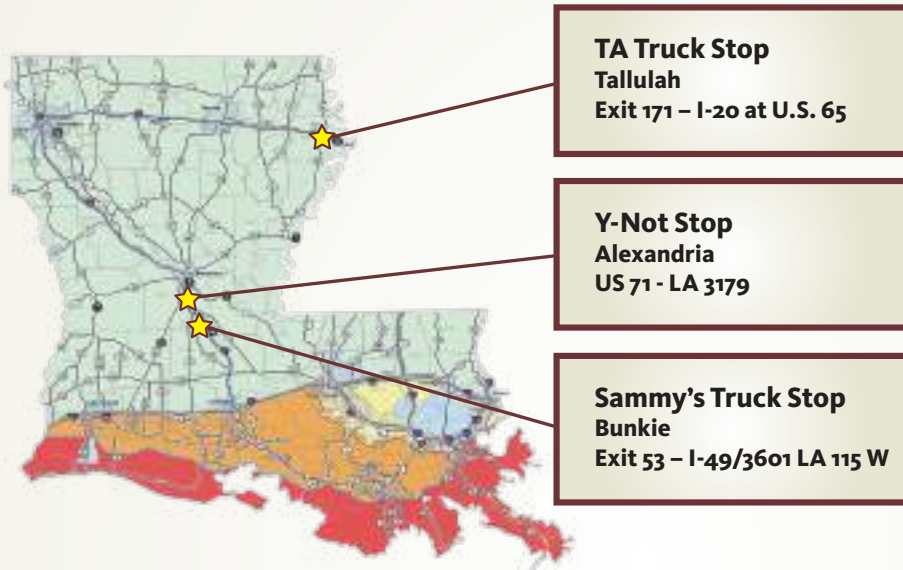 TA Truck Stop
Tallulah
Exit 171 – I-20 at U.S. 65
Y-Not Stop
Alexandria
US 71 - LA 3179
Sammy’s Truck Stop
Bunkie
Exit 53 – I-49/3601 LA 115 W